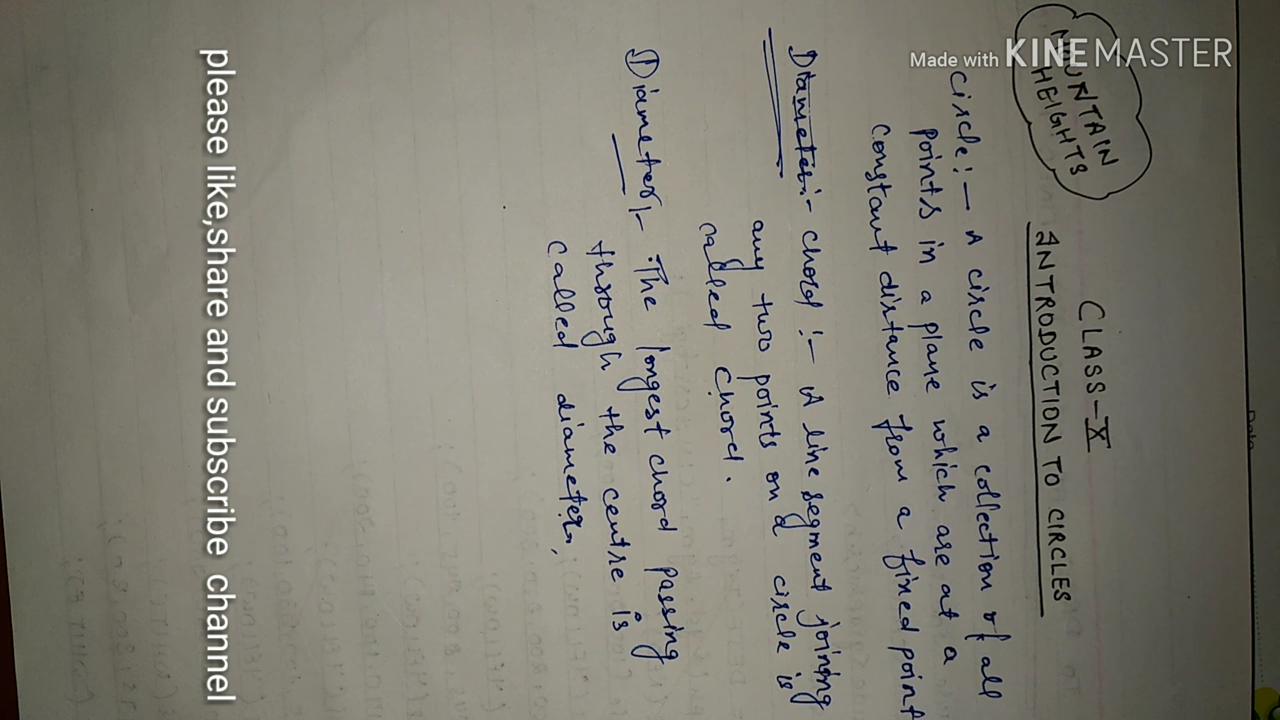 Made with KINEMASTER
MOUNTAIN
HEIGHTS
CLASS-X
INTRODUCTION TO CIRCLES
Circle:- A circle is a collection of all
points in a plane which are at a
constant distance from a fixed point
Diameter:- chord :- A line segment joining
any two points on a circle is
called chord.
Diameter:- The longest chord passing
through the centre is
called diameter.
please like,share and subscribe channel